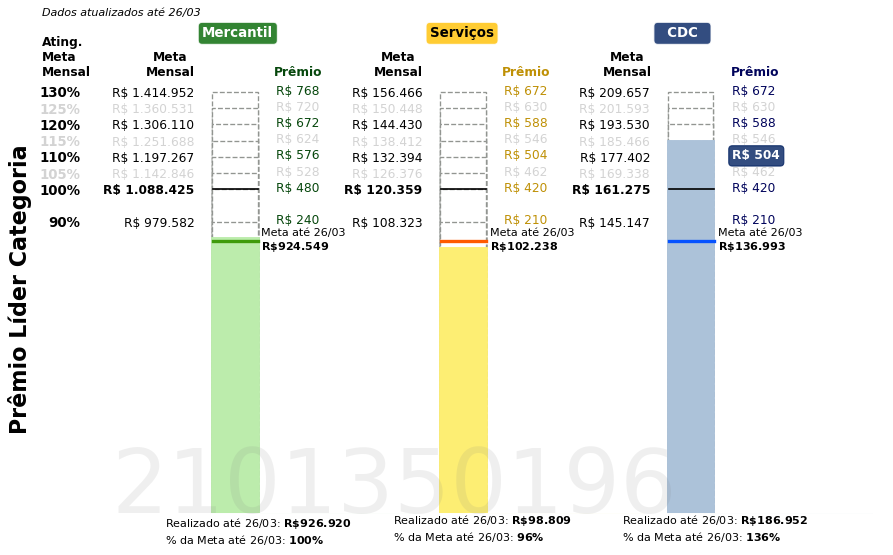 Dados atualizados até 26/03
Mercantil Serviços CDC
Ating.
Meta Meta Meta Meta
Mensal Mensal Prêmio Mensal Prêmio Mensal Prêmio
130% R$ 1.414.952 R$ 768 R$ 156.466 R$ 672 R$ 209.657 R$ 672
125% R$ 1.360.531 R$ 720 R$ 150.448 R$ 630 R$ 201.593 R$ 630
120% R$ 1.306.110 R$ 672 R$ 144.430 R$ 588 R$ 193.530 R$ 588
115% R$ 1.251.688 R$ 624 R$ 138.412 R$ 546 R$ 185.466 R$ 546
110% R$ 1.197.267 R$ 576 R$ 132.394 R$ 504 R$ 177.402 R$ 504
105% R$ 1.142.846 R$ 528 R$ 126.376 R$ 462 R$ 169.338 R$ 462
100% R$ 1.088.425 R$ 480 R$ 120.359 R$ 420 R$ 161.275 R$ 420
90% R$ 979.582 R$ 240 R$ 108.323 R$ 210 R$ 145.147 R$ 210
Meta até 26/03 Meta até 26/03 Meta até 26/03
R$924.549 R$102.238 R$136.993
Prêmio Líder Categoria
2101350196
Realizado até 26/03: R$926.920 Realizado até 26/03: R$98.809 Realizado até 26/03: R$186.952
% da Meta até 26/03: 100% % da Meta até 26/03: 96% % da Meta até 26/03: 136%